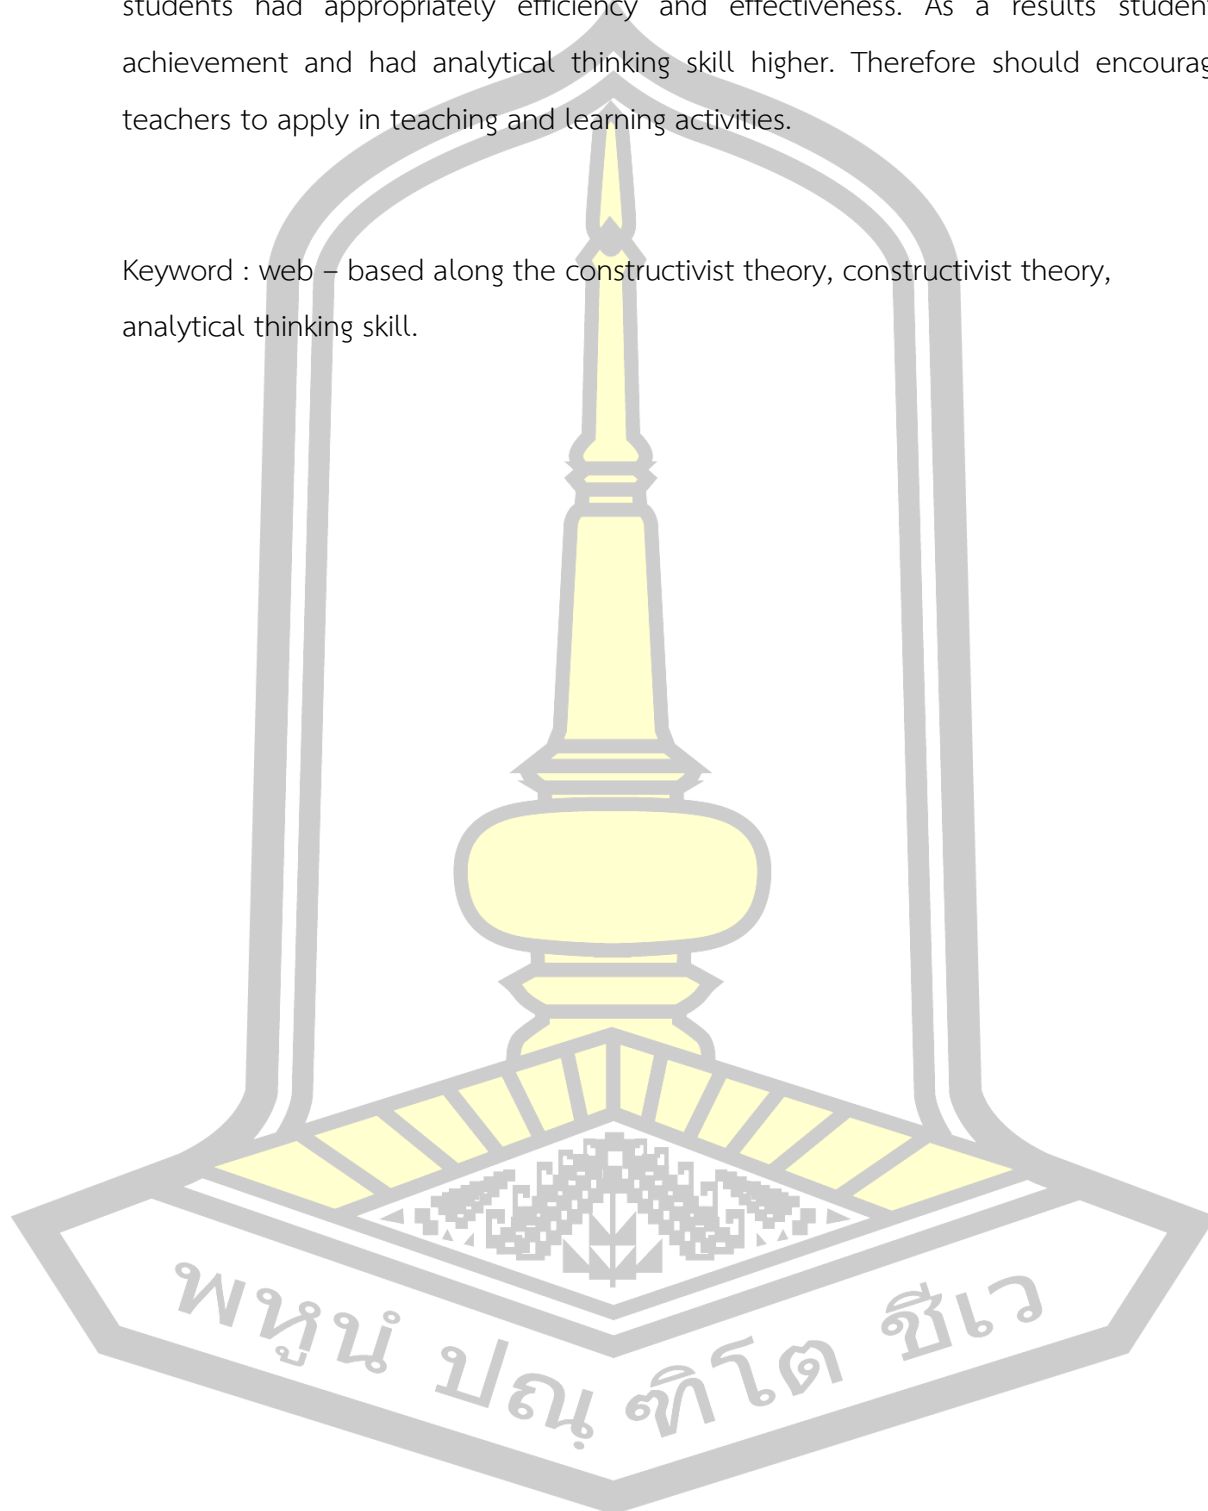 students had appropriately efficiency and effectiveness. As a results student
achievement and had analytical thinking skill higher. Therefore should encourag
teachers to apply in teaching and learning activities.
Keyword : web – based along the constructivist theory, constructivist theory,
analytical thinking skill.
พหูนํ ปณฺ ฑิโต ชีเว